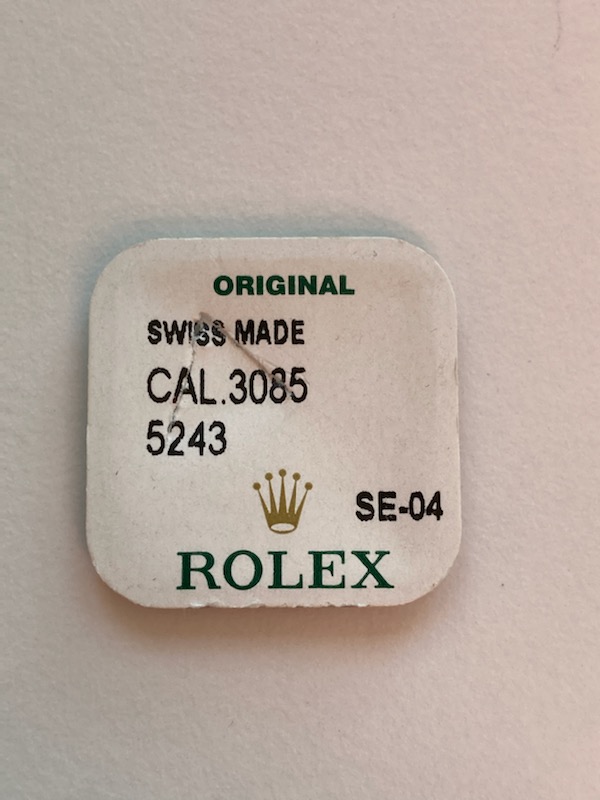 ORIGINAL
SWISS MADE
CAL.3085
5243
SE-04
ROLEX